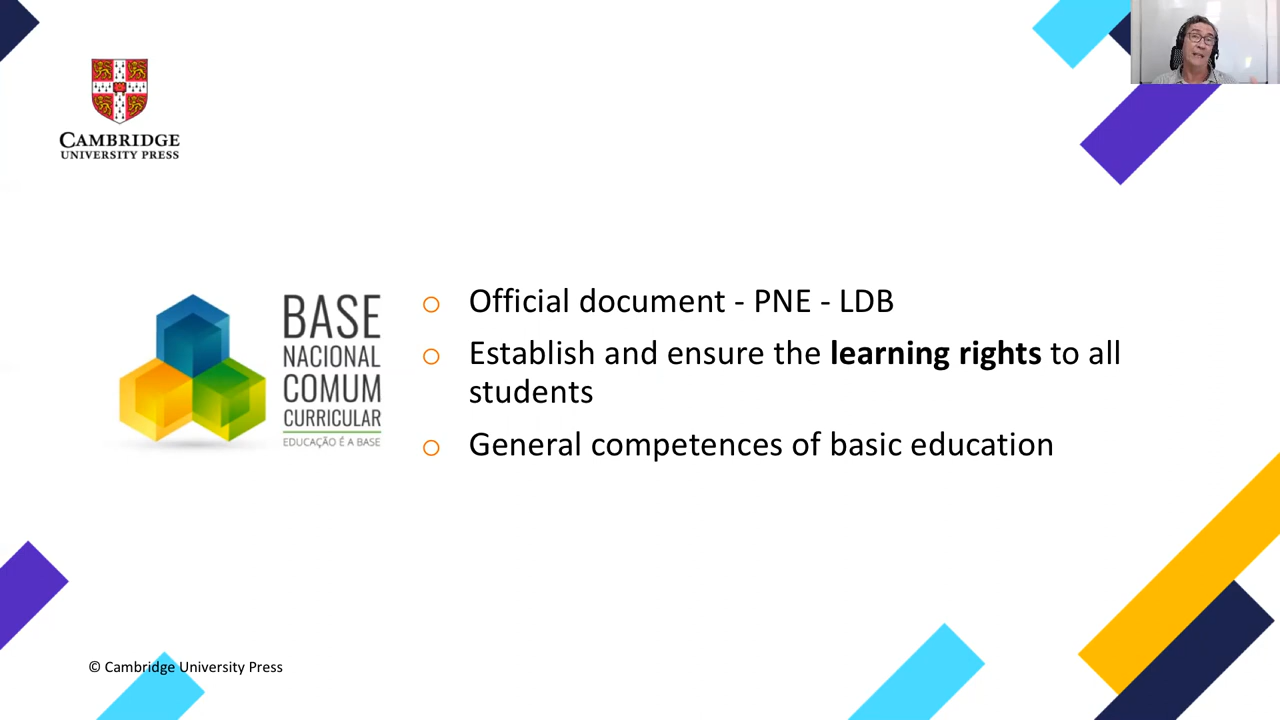 CAMBRIDGE
UNIVERSITY PRESS
BASE
NACIONAL
COMUM
CURRICULAR
EDUCAÇÃO É A BASE
Official document - PNE - LDB
Establish and ensure the learning rights to all
students
General competences of basic education
© Cambridge University Press